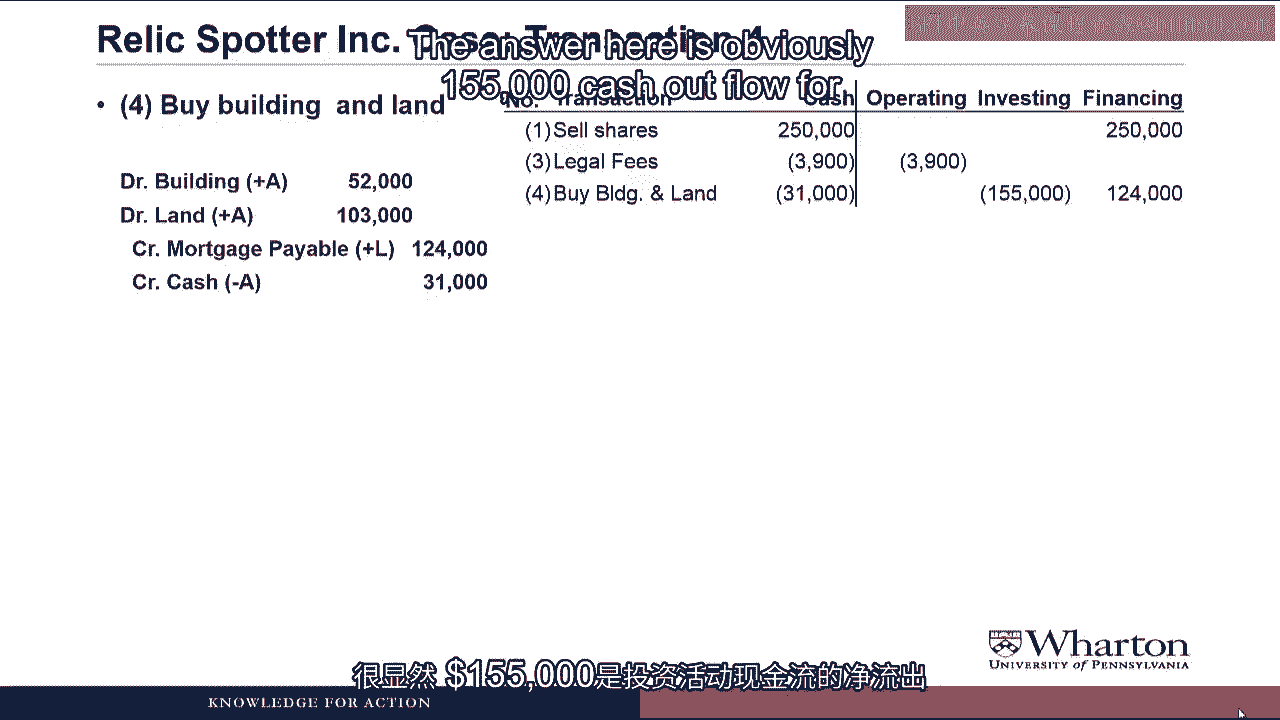 Relic Spotter Inc. Case: Transaction 4
The answer here is obviously
155,000 cash out flow for
• (4) Buy building and land
No. Transaction Cash Operating Investing Financing
(1) Sell shares 250,000 250,000
(3) Legal Fees (3,900) (3,900)
(4) Buy Bldg. & Land (31,000) (155,000) 124,000
Dr. Building (+A) 52,000
Dr. Land (+A) 103,000
Cr. Mortgage Payable (+L) 124,000
Cr. Cash (-A) 31,000
Wharton
UNIVERSITY of PENNSYLVANIA
很显然 $155,000是投资活动现金流的净流出
KNOWLEDGE FOR ACTION